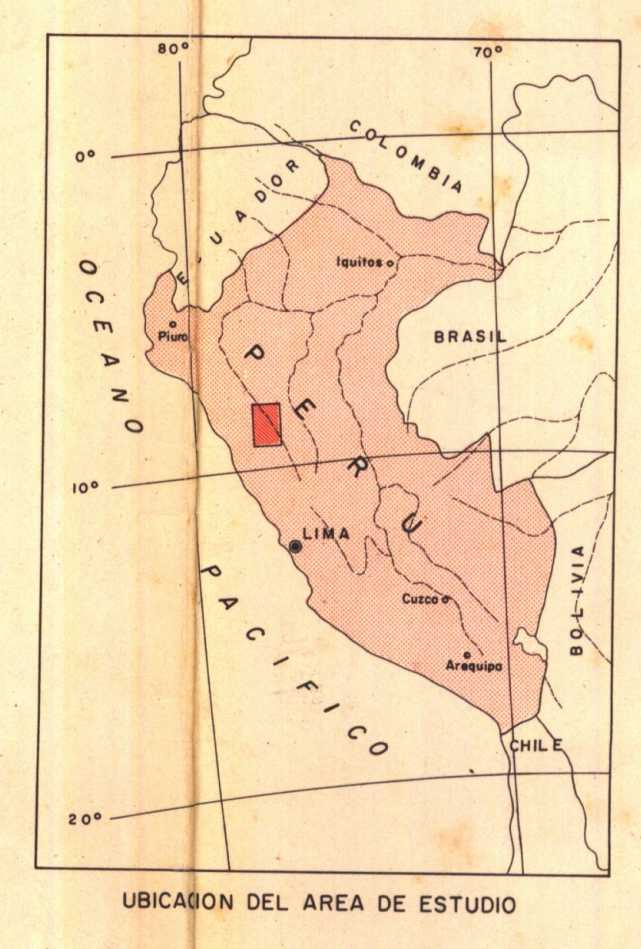 80° 70°
0°
COLOMBIA
ECUADOR
Iquitos
OCEANO
Piura
BRASIL
PERU
10°
LIMA
PACIFICO
Cuzco
BOLIVIA
Arequipa
CHILE
20°
UBICACION DEL AREA DE ESTUDIO